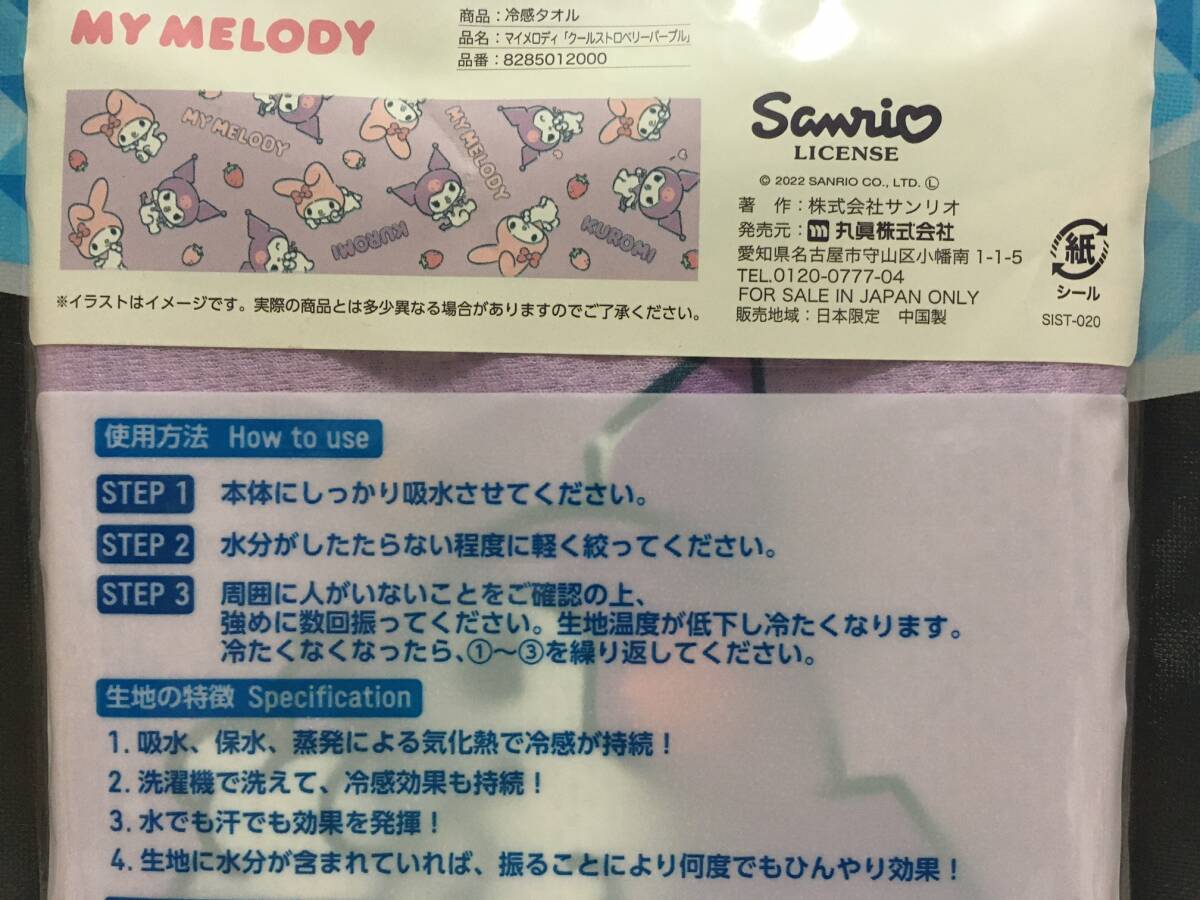 MY MELODY
商品：冷感タオル
品名：マイメロディ「クールストロベリーパープル」
品番：8285012000
MY MELODY
MY MELODY
KUROMI
KUROMI
※イラストはイメージです。実際の商品とは多少異なる場合がありますのでご了承ください。
Sanrio
LICENSE
© 2022 SANRIO CO., LTD. Ⓛ
著　作：株式会社サンリオ
発売元：丸眞株式会社
愛知県名古屋市守山区小幡南 1-1-5
TEL.0120-0777-04
FOR SALE IN JAPAN ONLY
販売地域：日本限定　中国製
紙
シール
SIST-020
使用方法 How to use
STEP 1 本体にしっかり吸水させてください。
STEP 2 水分がしたたらない程度に軽く絞ってください。
STEP 3 周囲に人がいないことをご確認の上、
強めに数回振ってください。生地温度が低下し冷たくなります。
冷たくなくなったら、①～③を繰り返してください。
生地の特徴 Specification
1. 吸水、保水、蒸発による気化熱で冷感が持続！
2. 洗濯機で洗えて、冷感効果も持続！
3. 水でも汗でも効果を発揮！
4. 生地に水分が含まれていれば、振ることにより何度でもひんやり効果！